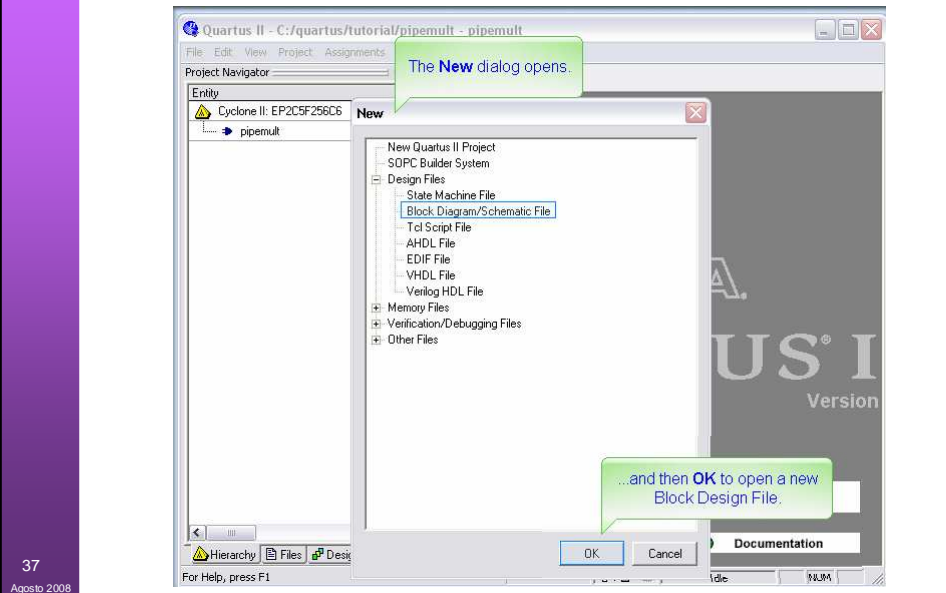 Quartus II - C:/quartus/tutorial/pipemult - pipemult
File Edit View Project Assignments
The New dialog opens.
Project Navigator
Entity
Cyclone II: EP2C5F256C6
pipemult
New
New Quartus II Project
SOPC Builder System
Design Files
State Machine File
Block Diagram/Schematic File
Tcl Script File
AHDL File
EDIF File
VHDL File
Verilog HDL File
Memory Files
Verification/Debugging Files
Other Files
A.
US® I
Version
...and then OK to open a new
Block Design File.
OK Cancel
Documentation
Hierarchy Files Desig
For Help, press F1
Idle NUM
37
Agosto 2008